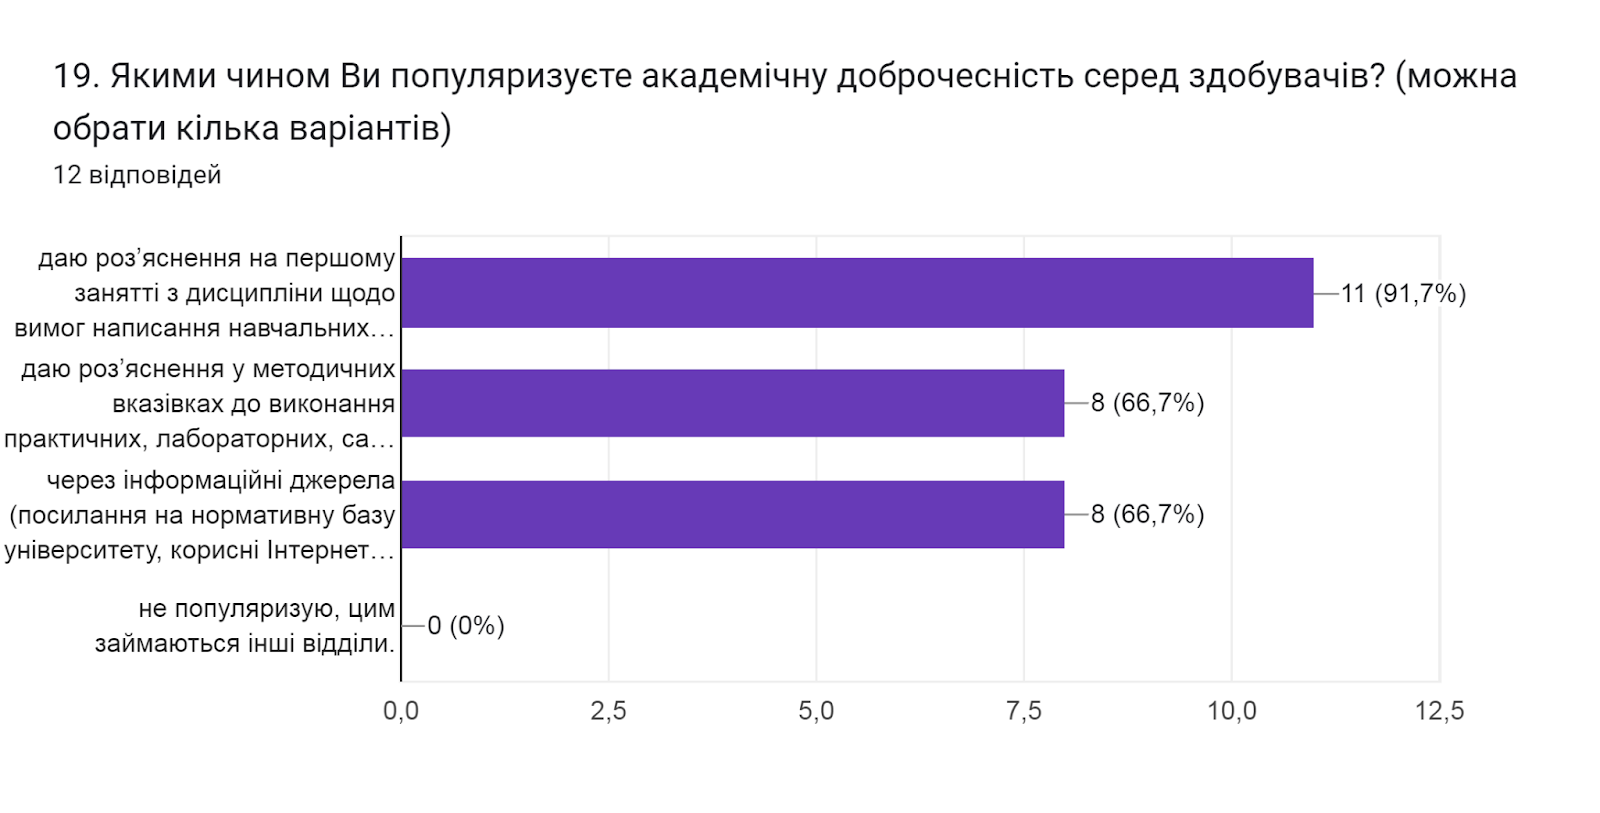 19. Якими чином Ви популяризуєте академічну доброчесність серед здобувачів? (можна
обрати кілька варіантів)
12 відповідей
даю роз’яснення на першому
занятті з дисципліни щодо
вимог написання навчальних…
11 (91,7%)
даю роз’яснення у методичних
вказівках до виконання
практичних, лабораторних, са…
8 (66,7%)
через інформаційні джерела
(посилання на нормативну базу
університету, корисні Інтернет…
8 (66,7%)
не популяризую, цим
займаються інші відділи.
0 (0%)
0,0 2,5 5,0 7,5 10,0 12,5